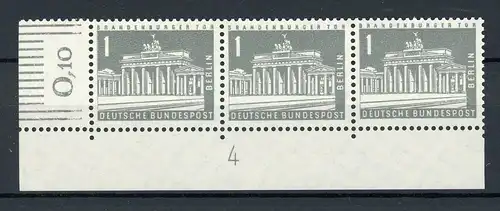 0,10
BRANDENBURGER TOR
1
BERLIN
DEUTSCHE BUNDESPOST
BRANDENBURGER TOR
1
BERLIN
DEUTSCHE BUNDESPOST
BRANDENBURGER TOR
1
BERLIN
DEUTSCHE BUNDESPOST
4